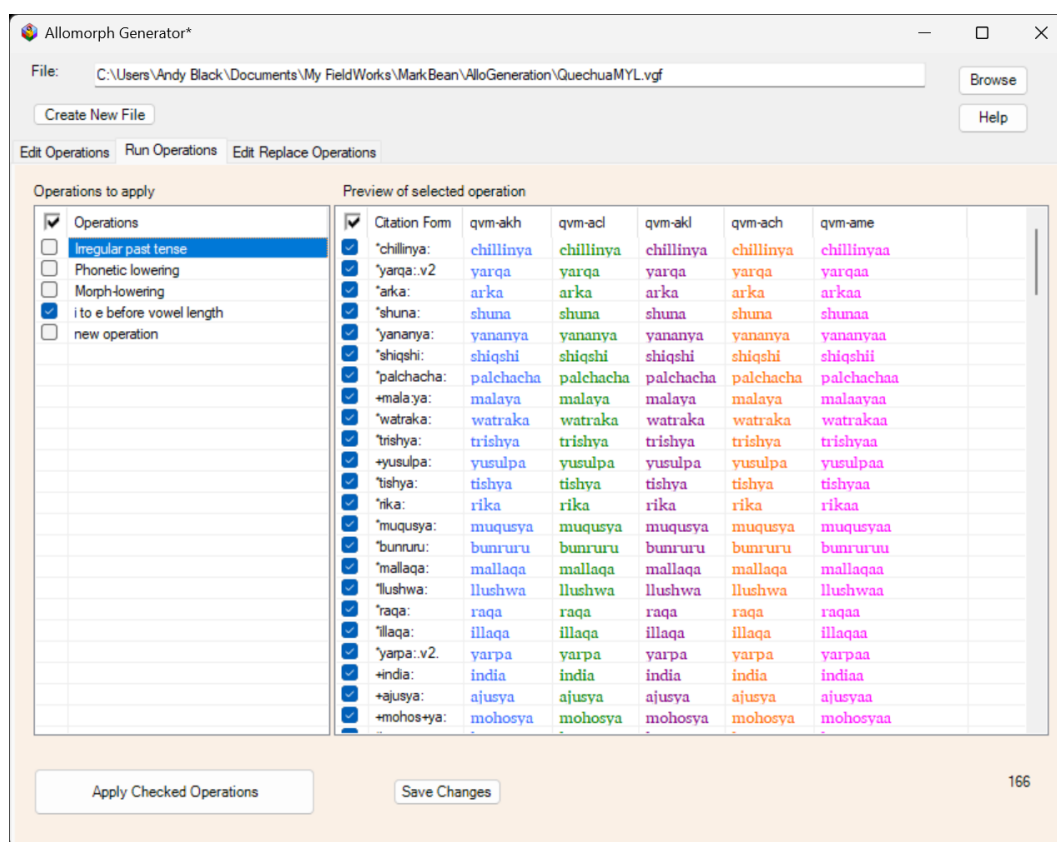 Allomorph Generator*
File: C:\Users\Andy Black\Documents\My FieldWorks\MarkBean\AlloGeneration\QuechuaMYL.vgf Browse
Create New File Help
Edit Operations Run Operations Edit Replace Operations
Operations to apply
Operations
Irregular past tense
Phonetic lowering
Morph-lowering
i to e before vowel length
new operation
Preview of selected operation
Citation Form qvm-akh qvm-acl qvm-akl qvm-ach qvm-ame
*chillinya: chillinya chillinya chillinya chillinya chillinyaa
*yarqa:.v2 yarqa yarqa yarqa yarqa yarqaa
*arka: arka arka arka arka arkaa
*shuna: shuna shuna shuna shuna shunaa
*yananya: yananya yananya yananya yananya yananyaa
*shiqshi: shiqshi shiqshi shiqshi shiqshi shiqshii
*palchacha: palchacha palchacha palchacha palchacha palchachaa
+mala:ya: malaya malaya malaya malaya malaayaa
*watraka: watraka watraka watraka watraka watrakaa
*trishya: trishya trishya trishya trishya trishyaa
+yusulpa: yusulpa yusulpa yusulpa yusulpa yusulpaa
*tishya: tishya tishya tishya tishya tishyaa
*rika: rika rika rika rika rikaa
*muqusya: muqusya muqusya muqusya muqusya muqusyaa
*bunruru: bunruru bunruru bunruru bunruru bunruruu
*mallaqa: mallaqa mallaqa mallaqa mallaqa mallaqaa
*llushwa: llushwa llushwa llushwa llushwa llushwaa
*raqa: raqa raqa raqa raqa raqaa
*illaqa: illaqa illaqa illaqa illaqa illaqaa
*yarpa:.v2. yarpa yarpa yarpa yarpa yarpaa
+india: india india india india indiaa
+ajusya: ajusya ajusya ajusya ajusya ajusyaa
+mohos+ya: mohosya mohosya mohosya mohosya mohosyaa
Apply Checked Operations Save Changes 166